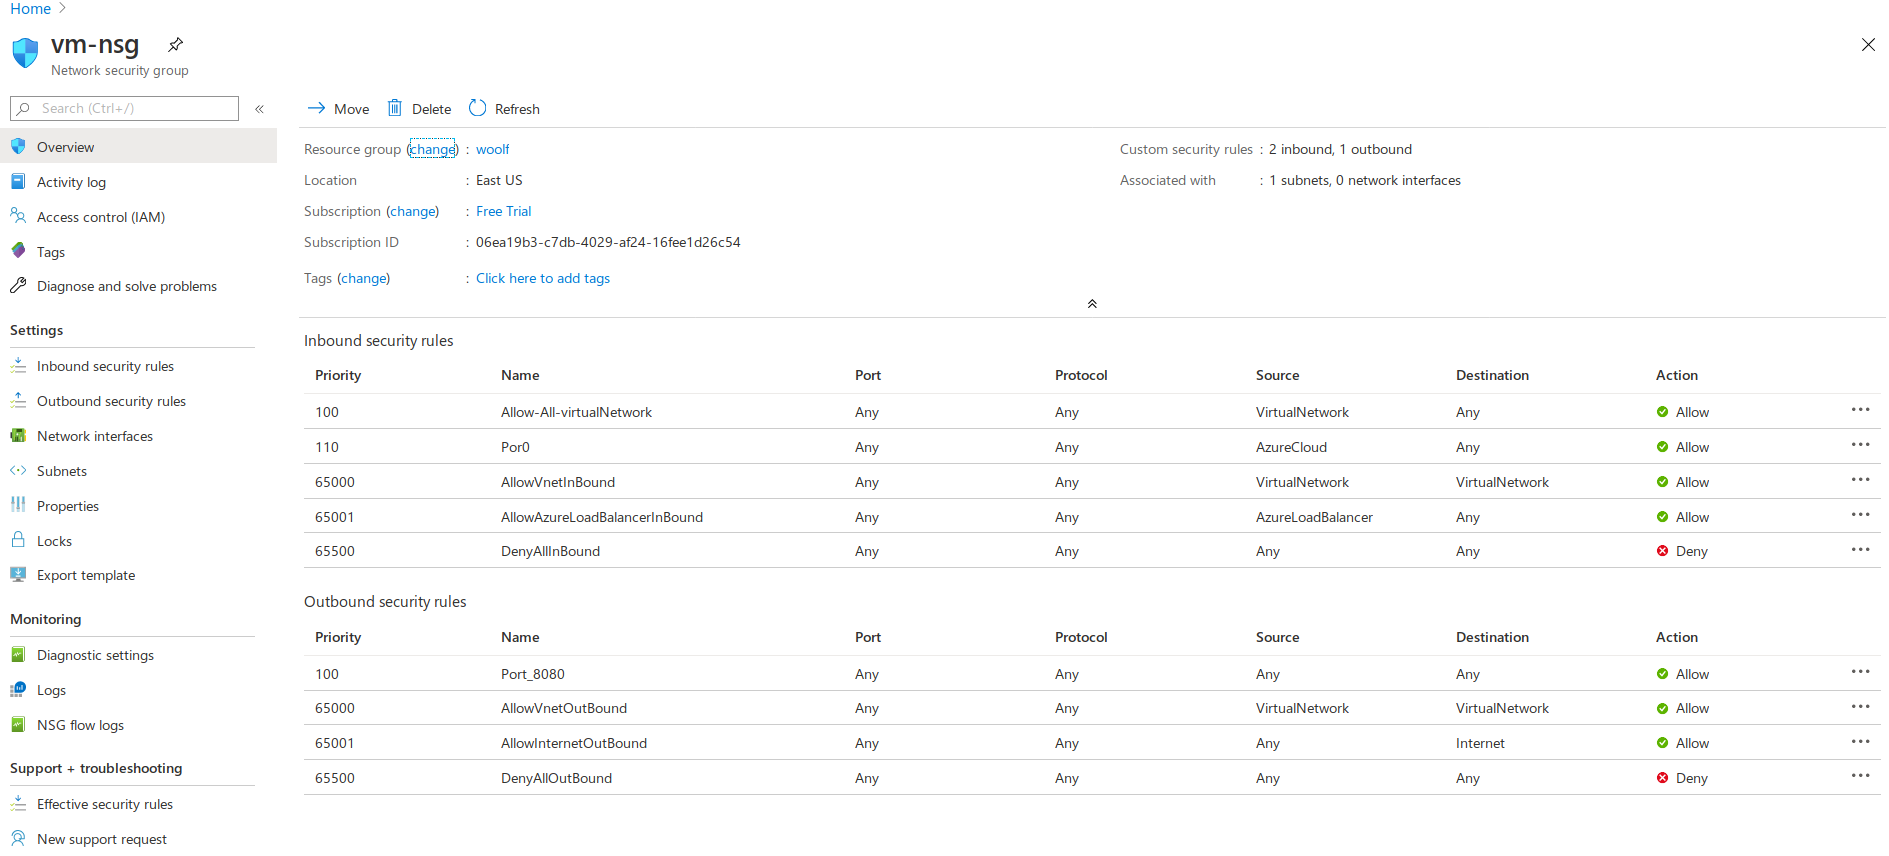 Home >
vm-nsg
Network security group
Search (Ctrl+/)
«
Move Delete Refresh
Overview
Activity log
Access control (IAM)
Tags
Diagnose and solve problems
Settings
Inbound security rules
Outbound security rules
Network interfaces
Subnets
Properties
Locks
Export template
Monitoring
Diagnostic settings
Logs
NSG flow logs
Support + troubleshooting
Effective security rules
New support request
Resource group (change) : woolf
Location : East US
Subscription (change) : Free Trial
Subscription ID : 06ea19b3-c7db-4029-af24-16fee1d26c54
Tags (change) : Click here to add tags
Custom security rules : 2 inbound, 1 outbound
Associated with : 1 subnets, 0 network interfaces
Inbound security rules
Priority Name Port Protocol Source Destination Action
100 Allow-All-virtualNetwork Any Any VirtualNetwork Any Allow ...
110 Por0 Any Any AzureCloud Any Allow ...
65000 AllowVnetInBound Any Any VirtualNetwork VirtualNetwork Allow ...
65001 AllowAzureLoadBalancerInBound Any Any AzureLoadBalancer Any Allow ...
65500 DenyAllInBound Any Any Any Any Deny ...
Outbound security rules
Priority Name Port Protocol Source Destination Action
100 Port_8080 Any Any Any Any Allow ...
65000 AllowVnetOutBound Any Any VirtualNetwork VirtualNetwork Allow ...
65001 AllowInternetOutBound Any Any Any Internet Allow ...
65500 DenyAllOutBound Any Any Any Any Deny ...